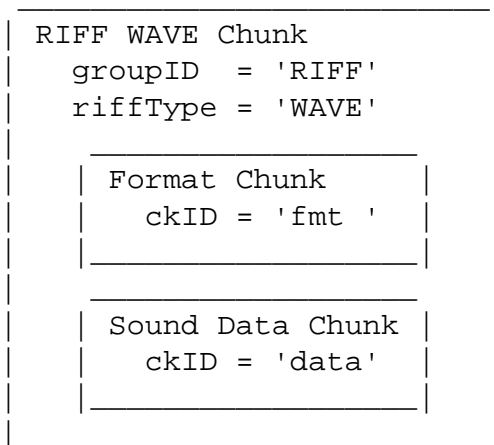 RIFF WAVE Chunk
groupID = 'RIFF'
riffType = 'WAVE'
Format Chunk
ckID = 'fmt '
Sound Data Chunk
ckID = 'data'